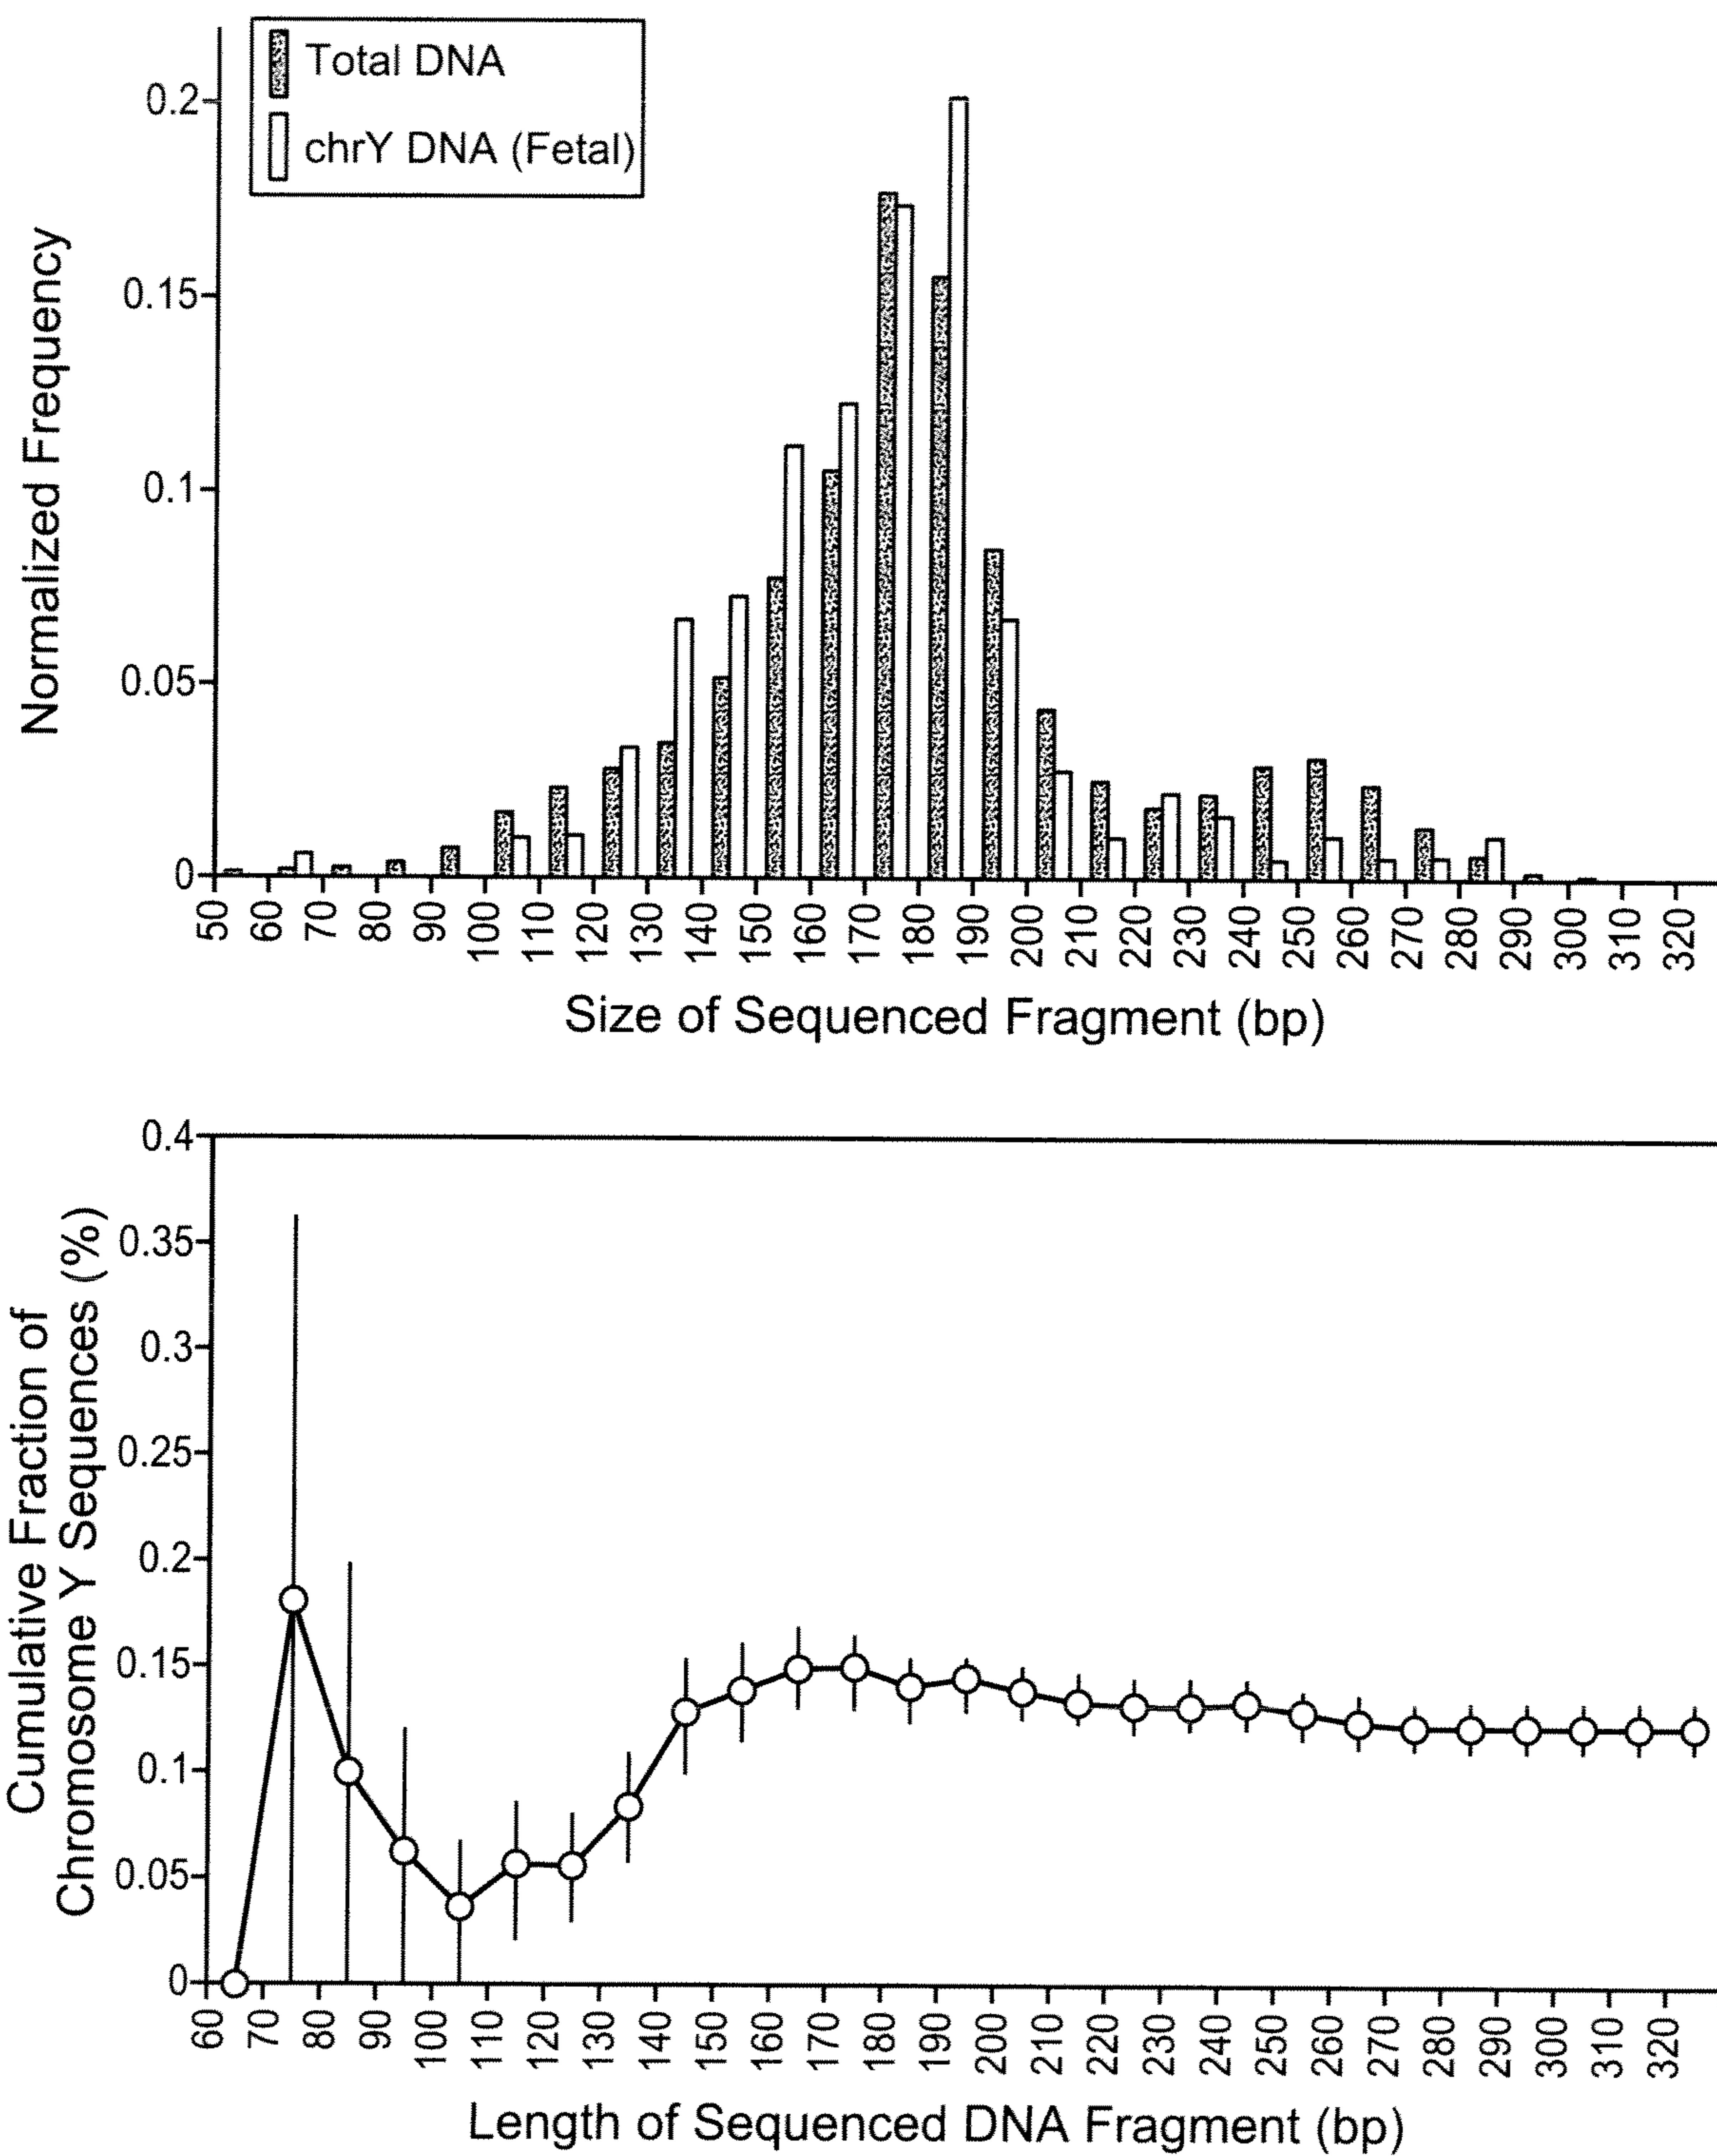 Total DNA
chrY DNA (Fetal)
Normalized Frequency
0.2
0.15
0.1
0.05
0
50 60 70 80 90 100 110 120 130 140 150 160 170 180 190 200 210 220 230 240 250 260 270 280 290 300 310 320
Size of Sequenced Fragment (bp)
Cumulative Fraction of
Chromosome Y Sequences (%)
0.4
0.35
0.3
0.25
0.2
0.15
0.1
0.05
0
60 70 80 90 100 110 120 130 140 150 160 170 180 190 200 210 220 230 240 250 260 270 280 290 300 310 320
Length of Sequenced DNA Fragment (bp)